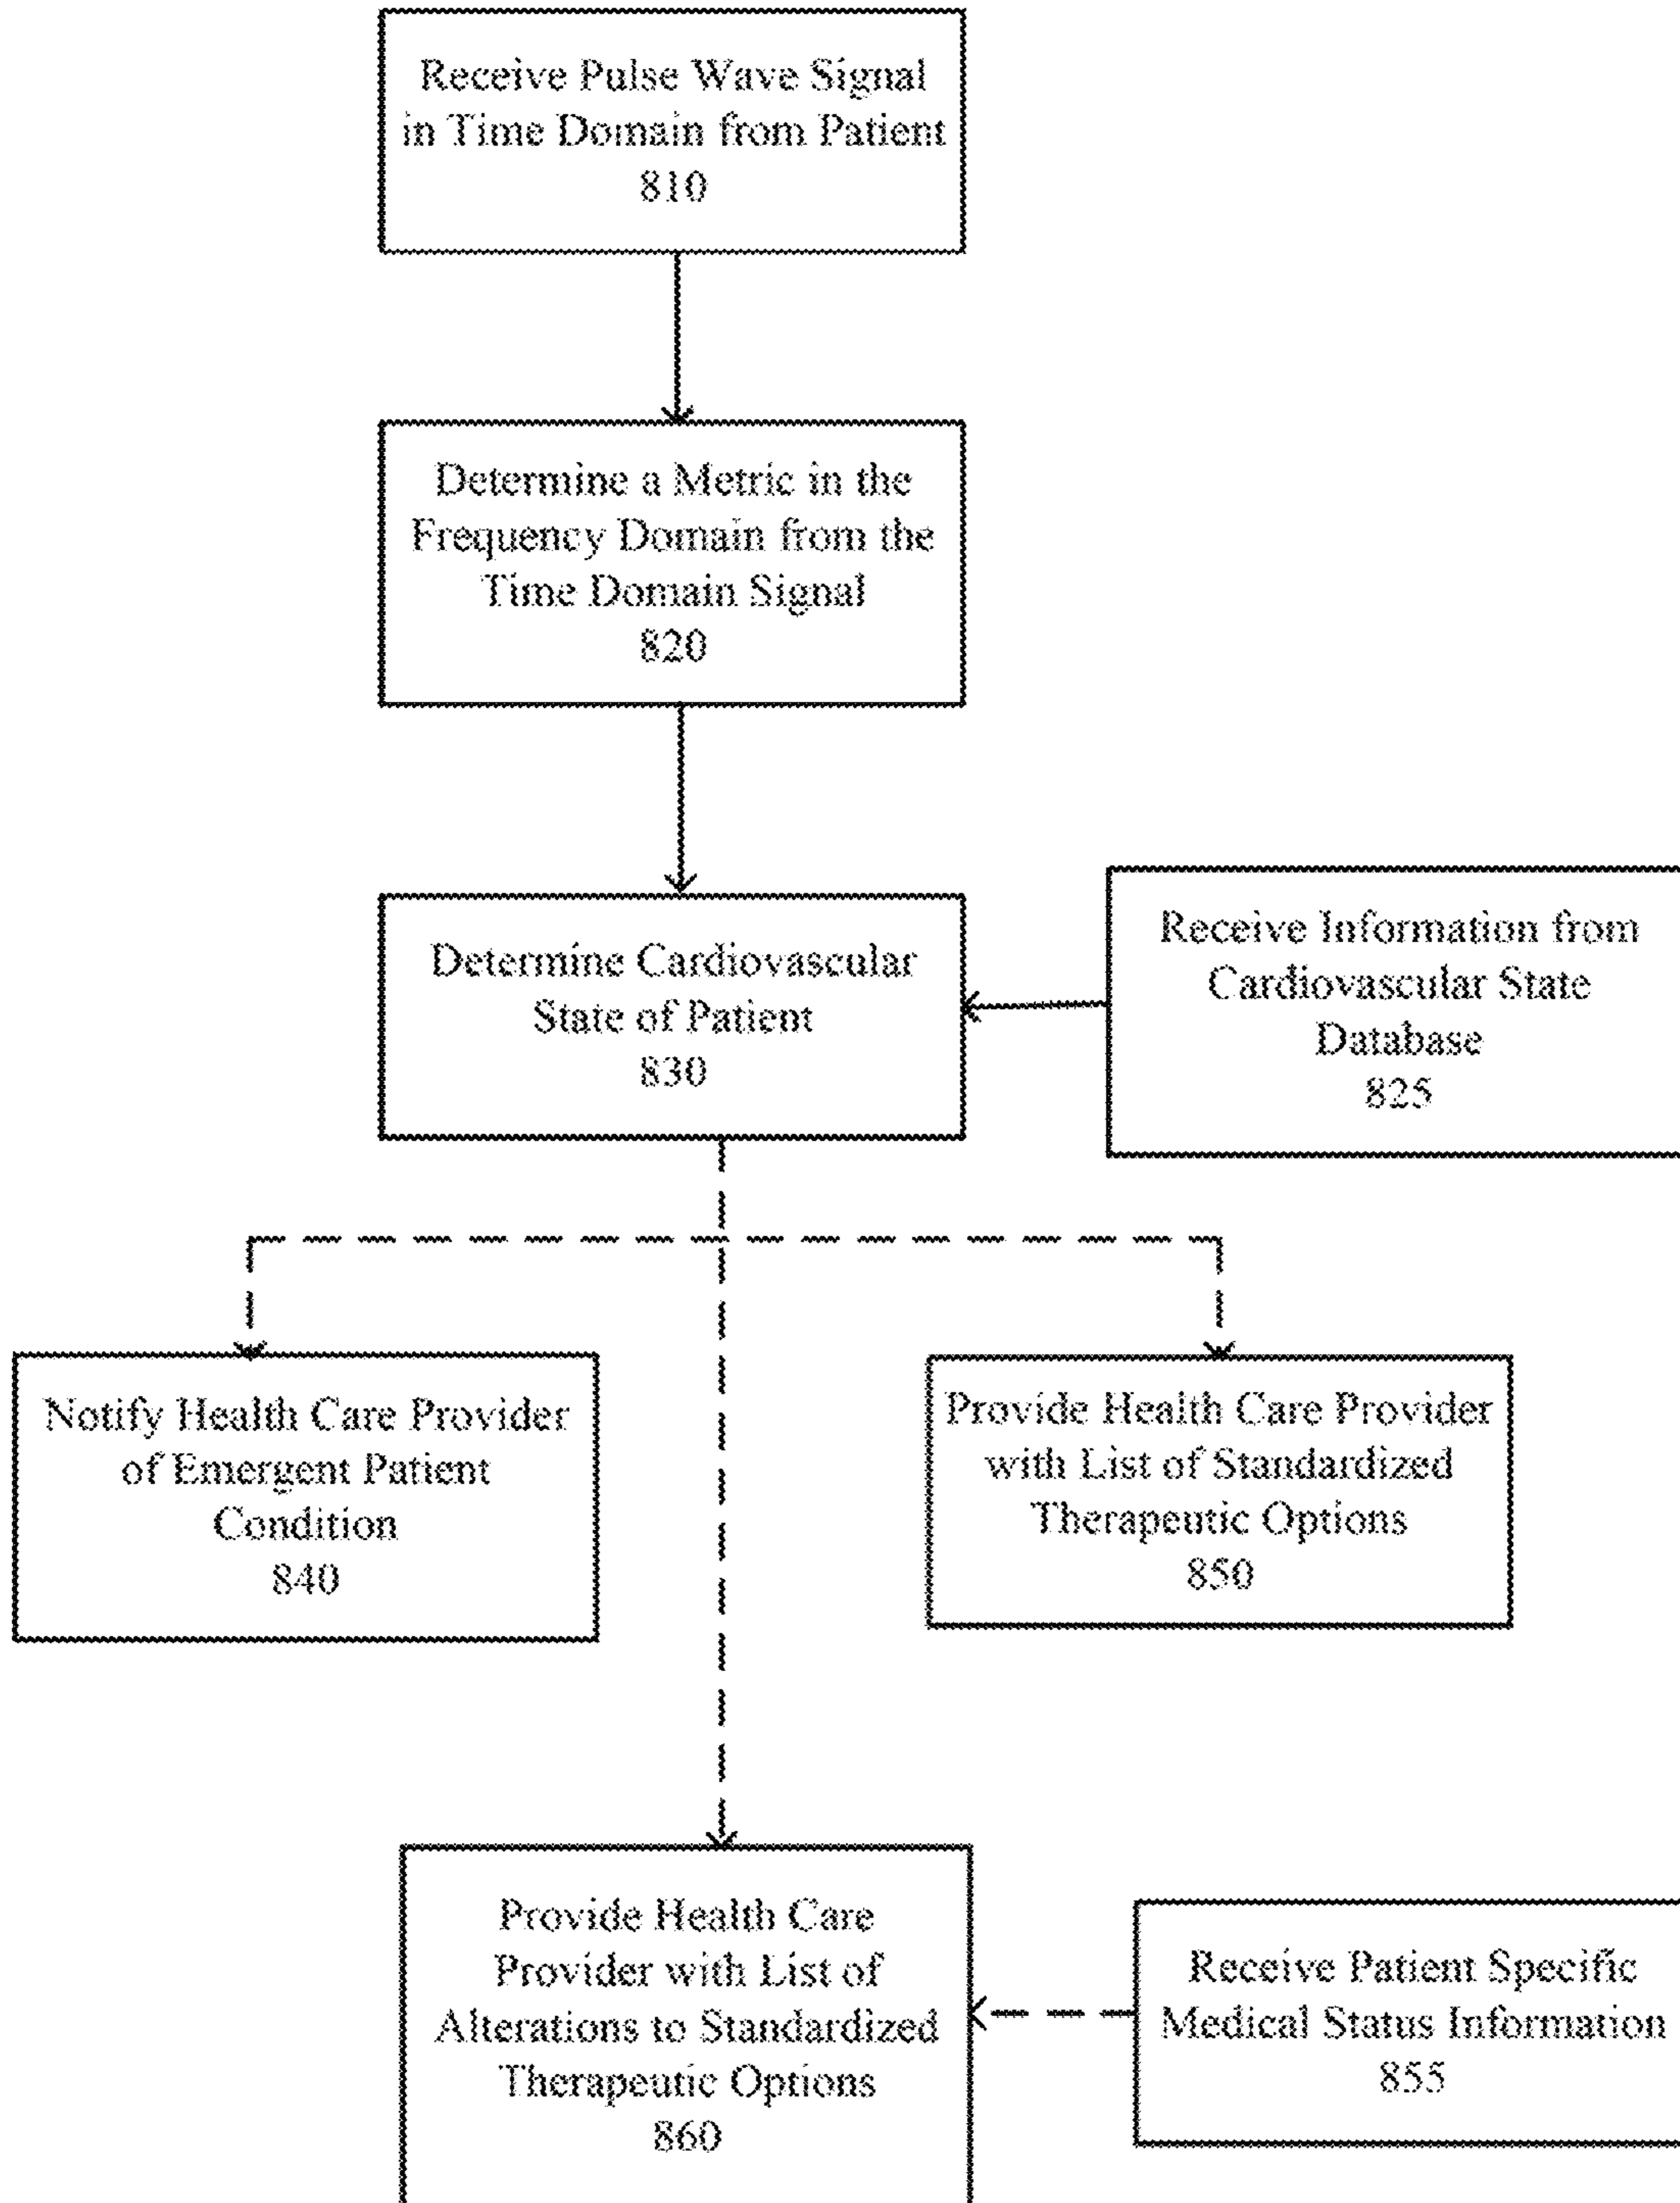 Receive Pulse Wave Signal
in Time Domain from Patient
810
Determine a Metric in the
Frequency Domain from the
Time Domain Signal
820
Determine Cardiovascular
State of Patient
830
Receive Information from
Cardiovascular State
Database
825
Notify Health Care Provider
of Emergent Patient
Condition
840
Provide Health Care Provider
with List of Standardized
Therapeutic Options
850
Provide Health Care
Provider with List of
Alterations to Standardized
Therapeutic Options
860
Receive Patient Specific
Medical Status Information
855